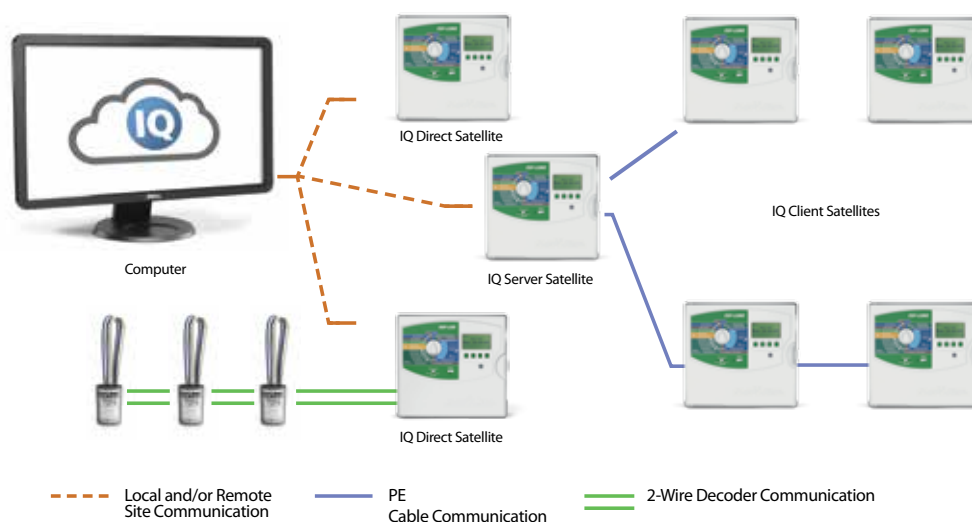 IQ
IQ Direct Satellite
IQ Client Satellites
IQ Server Satellite
Computer
IQ Direct Satellite
Local and/or Remote
Site Communication
PE
Cable Communication
2-Wire Decoder Communication